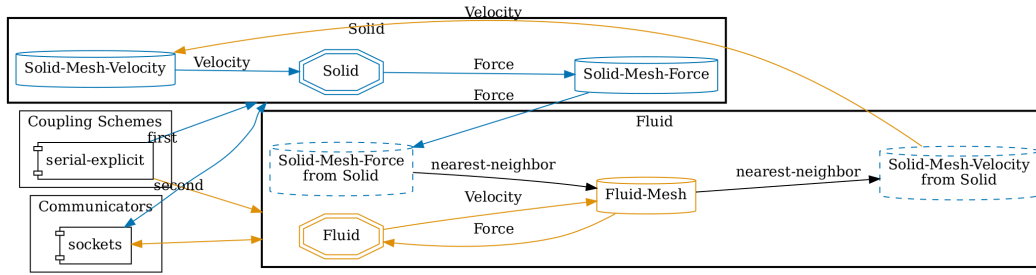 Velocity
Solid
Solid-Mesh-Velocity
Velocity
Solid
Force
Solid-Mesh-Force
Force
Coupling Schemes
first
serial-explicit
second
Communicators
sockets
Fluid
Solid-Mesh-Force
from Solid
nearest-neighbor
Velocity
Fluid-Mesh
nearest-neighbor
Solid-Mesh-Velocity
from Solid
Fluid
Force